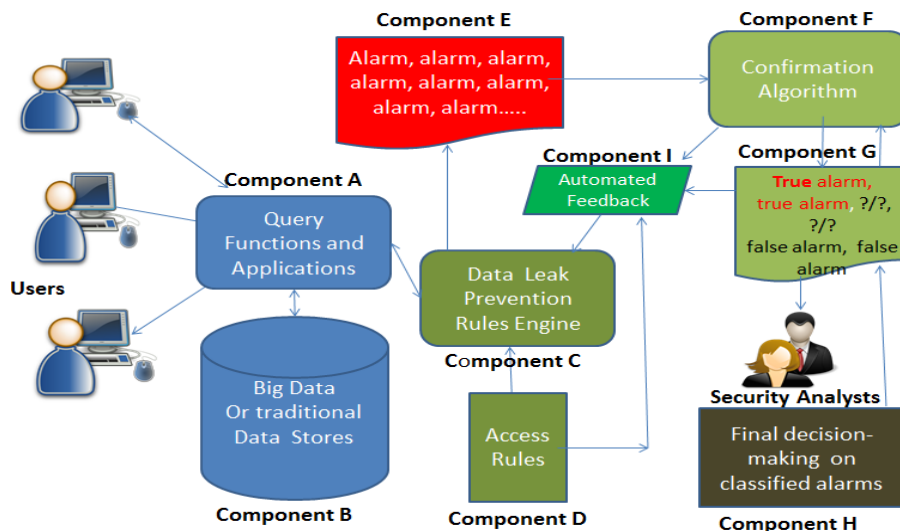 Component E
Component F
Alarm, alarm, alarm,
alarm, alarm, alarm,
alarm, alarm.....
Confirmation
Algorithm
Component I
Component G
Automated
Feedback
True alarm,
true alarm, ?/?,
?/?
false alarm, false
alarm
Component A
Query
Functions and
Applications
Users
Data Leak
Prevention
Rules Engine
Component C
Big Data
Or traditional
Data Stores
Component B
Access
Rules
Component D
Security Analysts
Final decision-
making on
classified alarms
Component H